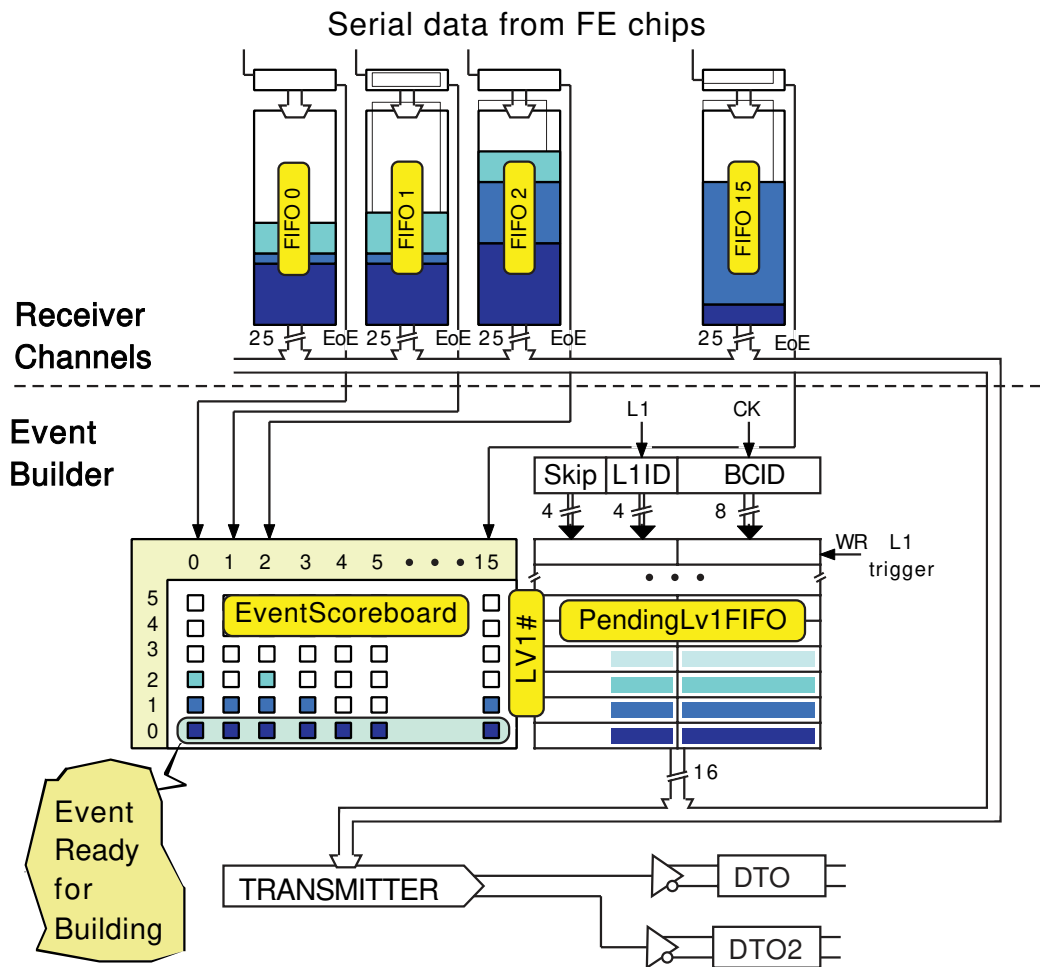 Serial data from FE chips
FIFO 0
FIFO 1
FIFO 2
FIFO 15
Receiver
Channels
25
EoE
25
EoE
25
EoE
25
EoE
Event
Builder
L1
CK
Skip
L1ID
BCID
4
4
8
WR
L1
trigger
0 1 2 3 4 5 • • • 15
5
4
3
2
1
0
EventScoreboard
LV1#
• • •
PendingLv1FIFO
16
Event
Ready
for
Building
TRANSMITTER
DTO
DTO2